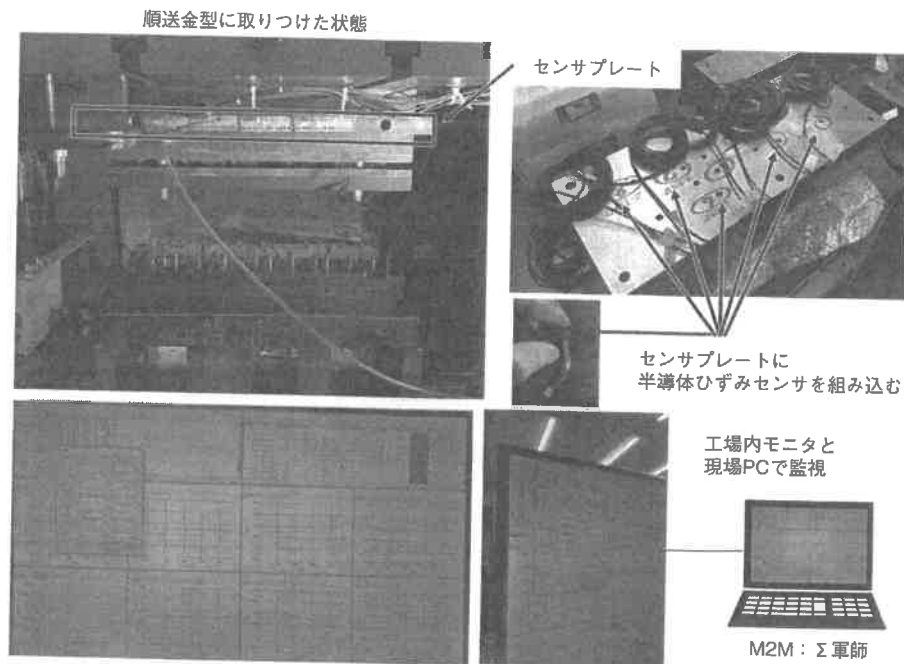 順送金型に取りつけた状態
センサプレート
センサプレートに
半導体ひずみセンサを組み込む
工場内モニタと
現場PCで監視
M2M：Σ軍師